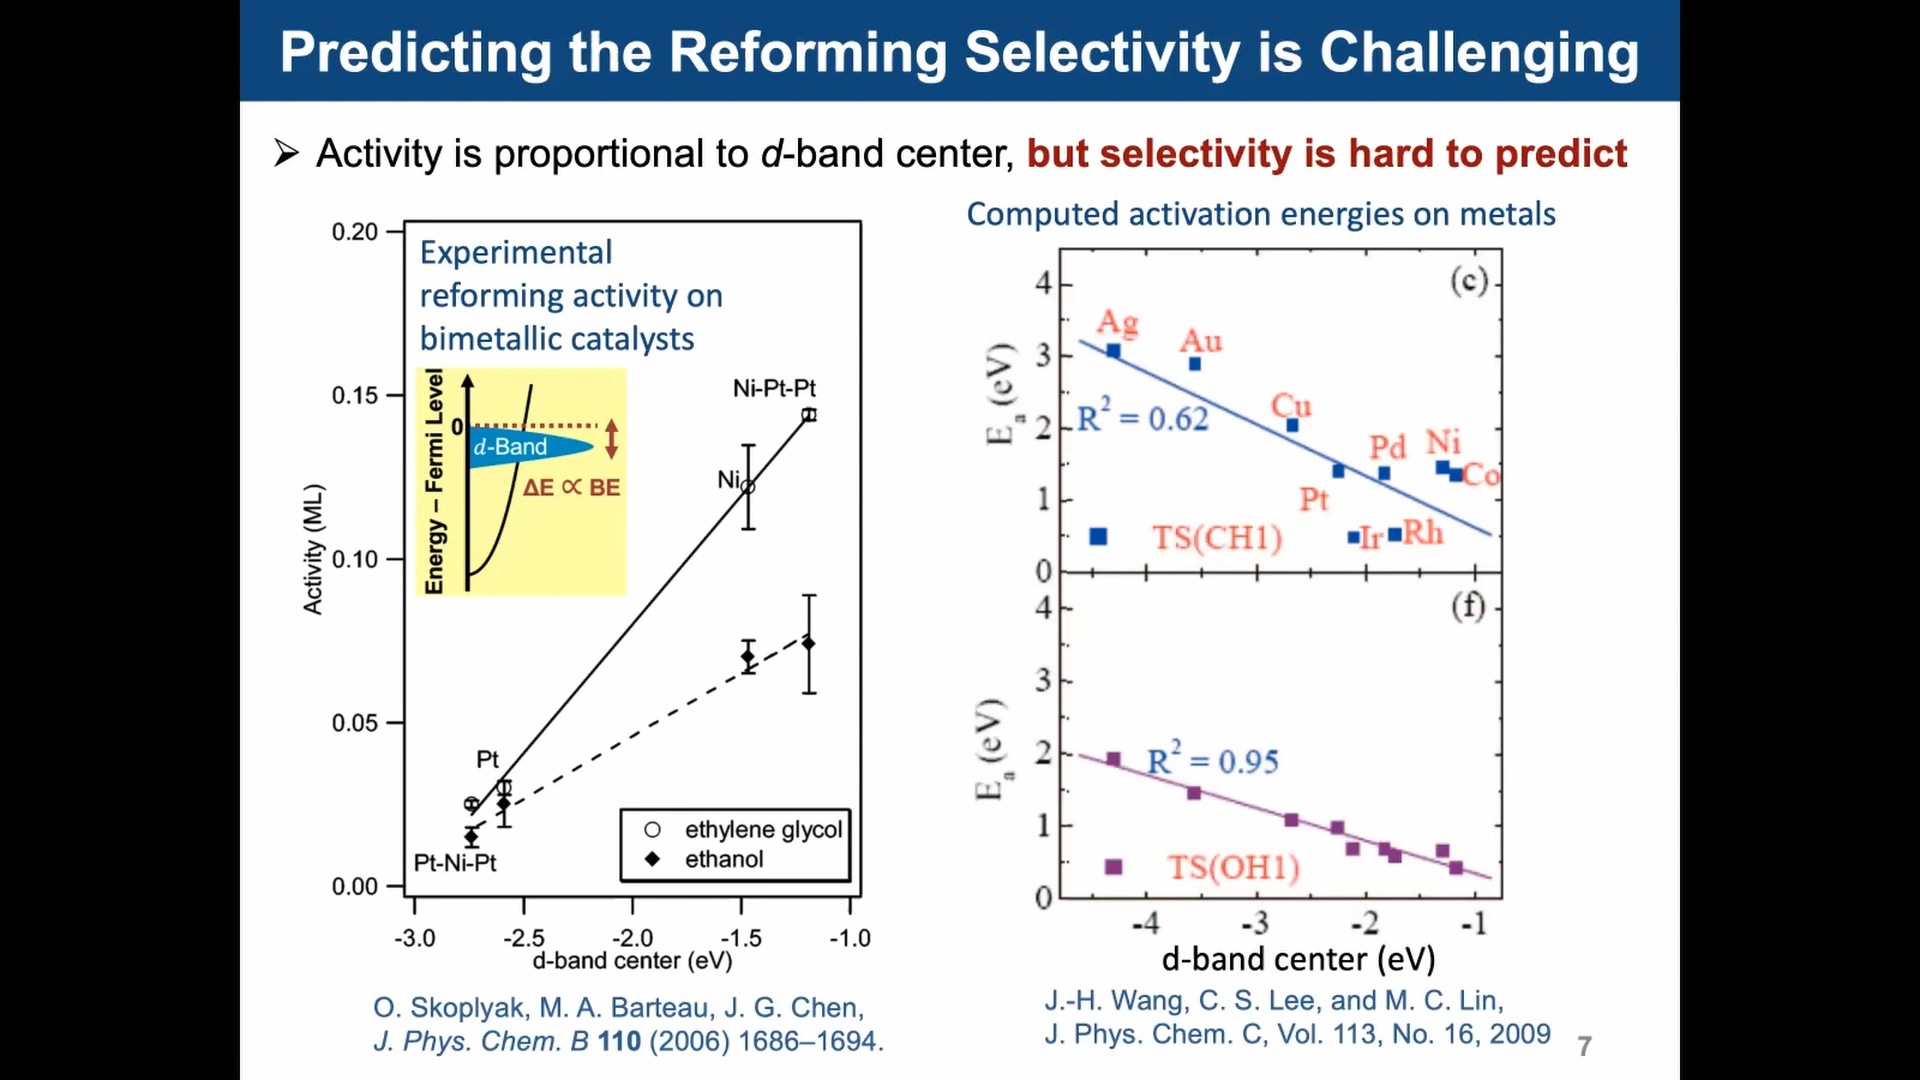 Predicting the Reforming Selectivity is Challenging
➢ Activity is proportional to d-band center, but selectivity is hard to predict
Experimental
reforming activity on
bimetallic catalysts
Activity (ML)
0.20
0.15
0.10
0.05
0.00
Energy – Fermi Level
0
d-Band
ΔE ∝ BE
Ni-Pt-Pt
Ni
Pt
Pt-Ni-Pt
ethylene glycol
ethanol
-3.0 -2.5 -2.0 -1.5 -1.0
d-band center (eV)
O. Skoplyak, M. A. Barteau, J. G. Chen,
J. Phys. Chem. B 110 (2006) 1686–1694.
Computed activation energies on metals
(c)
Ea (eV)
4
3
2
1
0
Ag
Au
Cu
R² = 0.62
Pd Ni
Co
Pt
TS(CH1)
Ir Rh
(f)
Ea (eV)
4
3
2
1
0
R² = 0.95
TS(OH1)
-4 -3 -2 -1
d-band center (eV)
J.-H. Wang, C. S. Lee, and M. C. Lin,
J. Phys. Chem. C, Vol. 113, No. 16, 2009
7